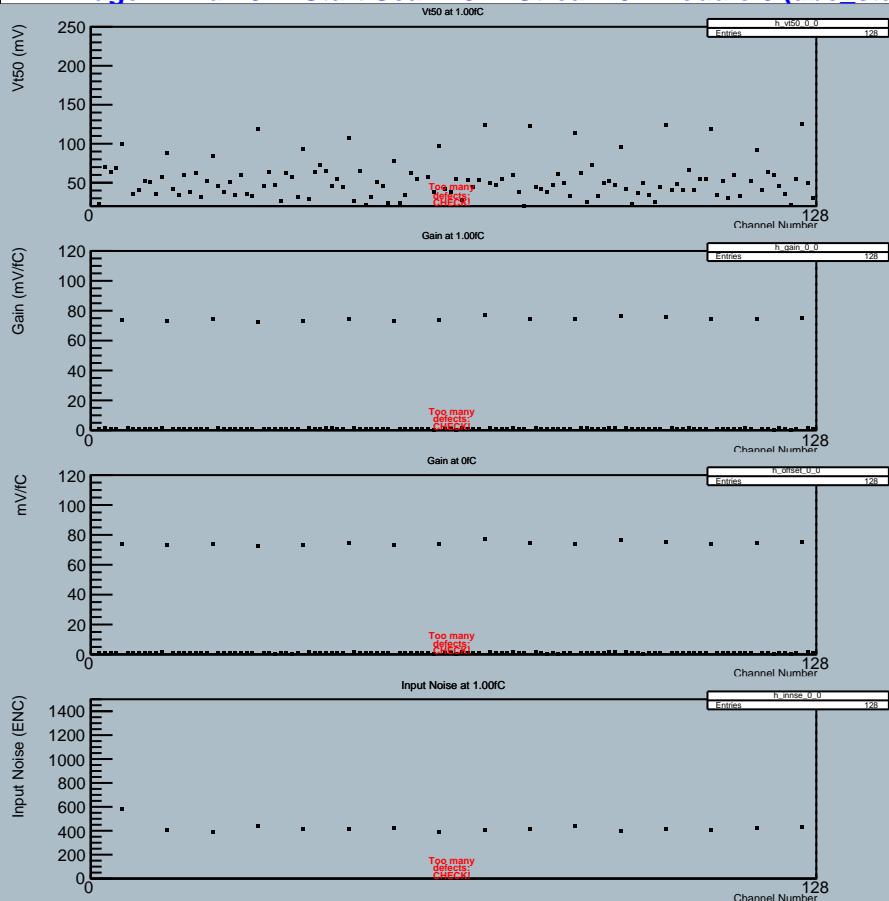 Vt50 at 1.00fC
h_vt50_0_0
Entries 128
Vt50 (mV)
250
200
150
100
50
Too many
defects:
CHECK!
0
128
Channel Number
Gain at 1.00fC
h_gain_0_0
Entries 128
Gain (mV/fC)
120
100
80
60
40
20
0
Too many
defects:
CHECK!
0
128
Channel Number
Gain at 0fC
h_offset_0_0
Entries 128
mV/fC
120
100
80
60
40
20
0
Too many
defects:
CHECK!
0
128
Channel Number
Input Noise at 1.00fC
h_innse_0_0
Entries 128
Input Noise (ENC)
1400
1200
1000
800
600
400
200
0
Too many
defects:
CHECK!
0
128
Channel Number